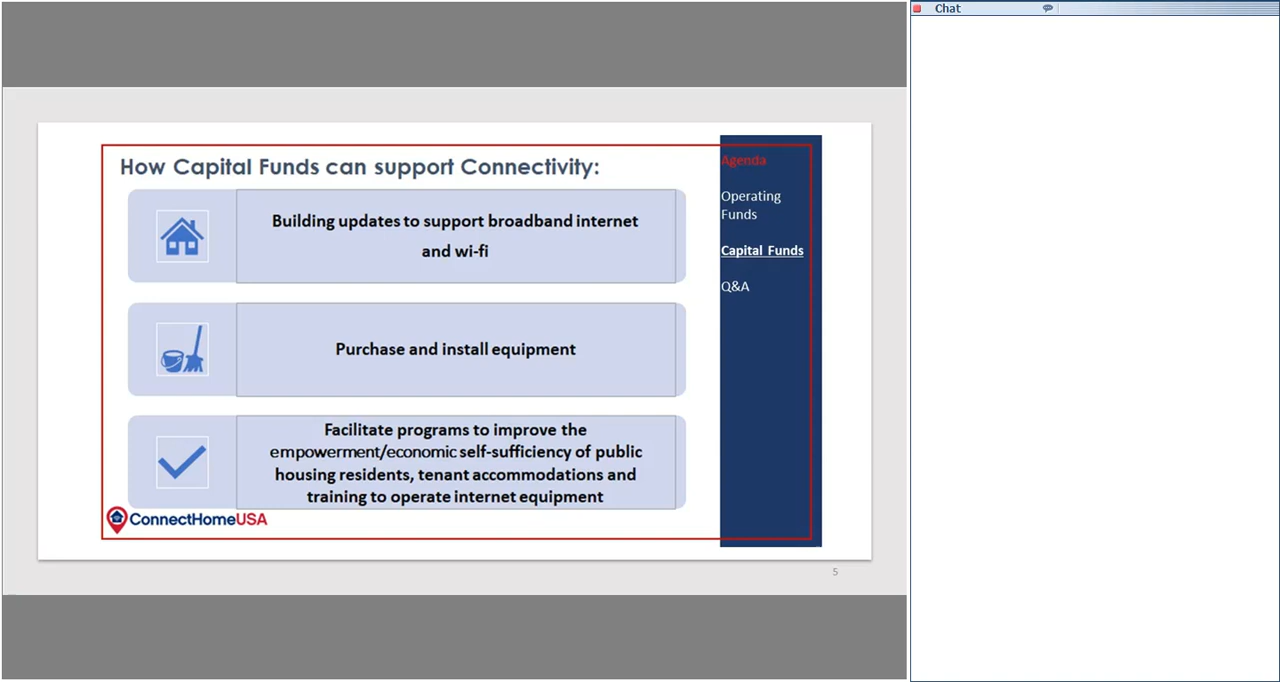 Chat
How Capital Funds can support Connectivity:
Building updates to support broadband internet
and wi-fi
Purchase and install equipment
Facilitate programs to improve the
empowerment/economic self-sufficiency of public
housing residents, tenant accommodations and
training to operate internet equipment
ConnectHomeUSA
Agenda
Operating
Funds
Capital Funds
Q&A
5